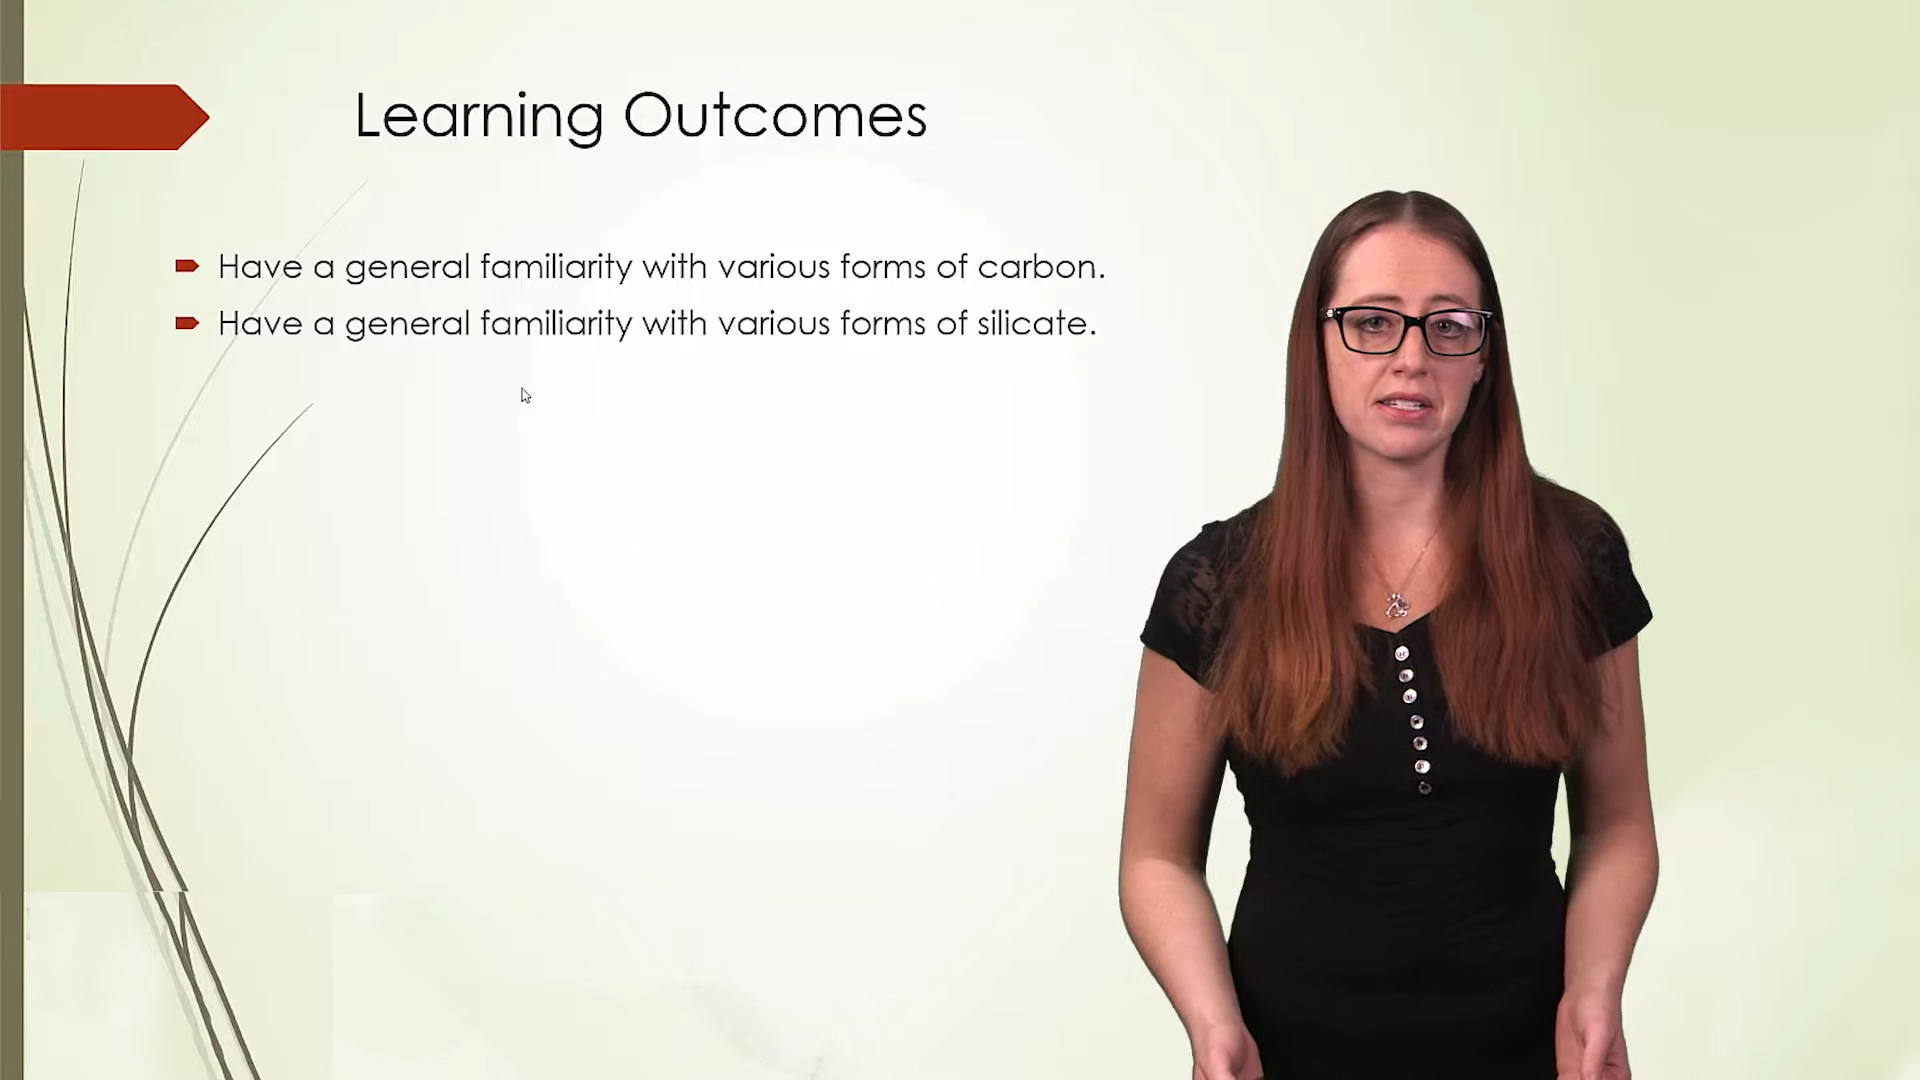 Learning Outcomes
Have a general familiarity with various forms of carbon.
Have a general familiarity with various forms of silicate.